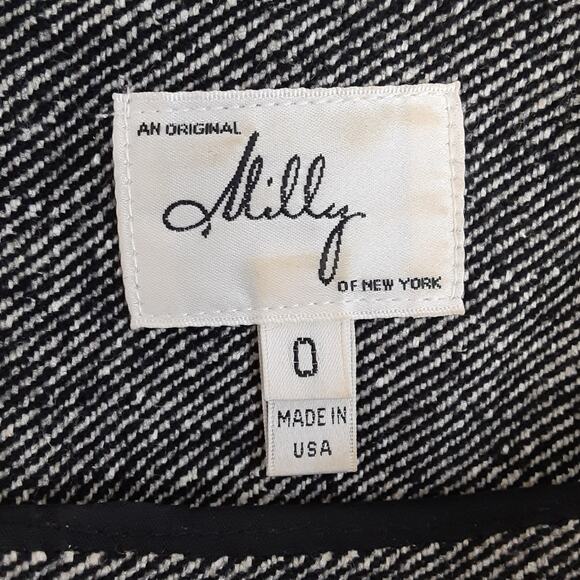 AN ORIGINAL
Milly
OF NEW YORK
0
MADE IN
USA